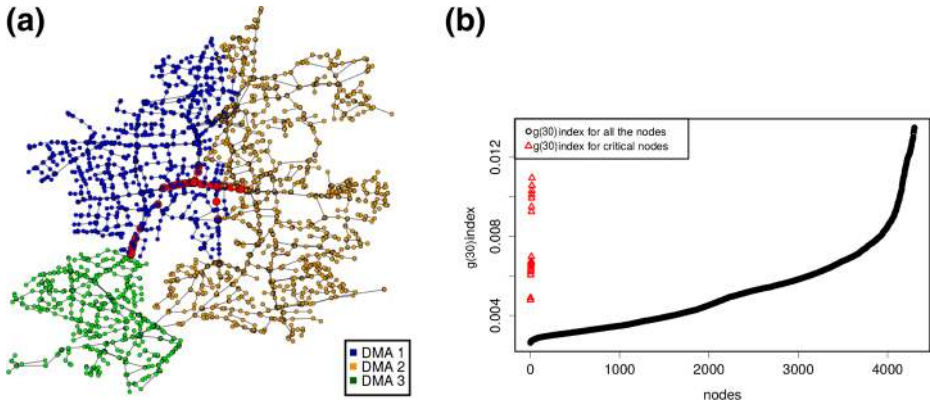 (a)
DMA 1
DMA 2
DMA 3
(b)
g(30)index for all the nodes
g(30)index for critical nodes
g(30)index
0.004
0.008
0.012
0
1000
2000
3000
4000
nodes